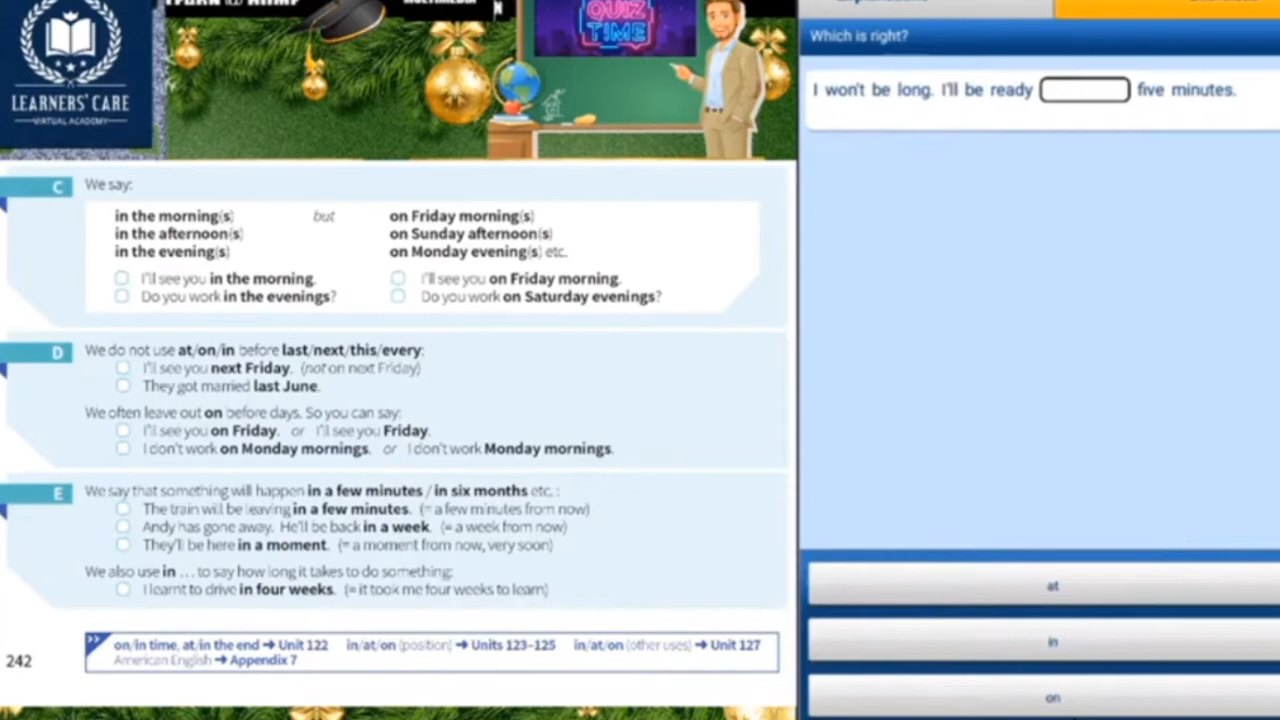 LEARNERS' CARE
VIRTUAL ACADEMY
QUIZ
TIME
C
We say:
in the morning(s) but on Friday morning(s)
in the afternoon(s) on Sunday afternoon(s)
in the evening(s) on Monday evening(s) etc.
I'll see you in the morning. I'll see you on Friday morning.
Do you work in the evenings? Do you work on Saturday evenings?
D
We do not use at/on/in before last/next/this/every:
I'll see you next Friday. (not on next Friday)
They got married last June.
We often leave out on before days. So you can say:
I'll see you on Friday. or I'll see you Friday.
I don't work on Monday mornings. or I don't work Monday mornings.
E
We say that something will happen in a few minutes / in six months etc. :
The train will be leaving in a few minutes. (= a few minutes from now)
Andy has gone away. He'll be back in a week. (= a week from now)
They'll be here in a moment. (= a moment from now, very soon)
We also use in ... to say how long it takes to do something:
I learnt to drive in four weeks. (= it took me four weeks to learn)
on/in time, at/in the end ➜ Unit 122 in/at/on (position) ➜ Units 123–125 in/at/on (other uses) ➜ Unit 127
American English ➜ Appendix 7
242
Which is right?
I won't be long. I'll be ready five minutes.
at
in
on